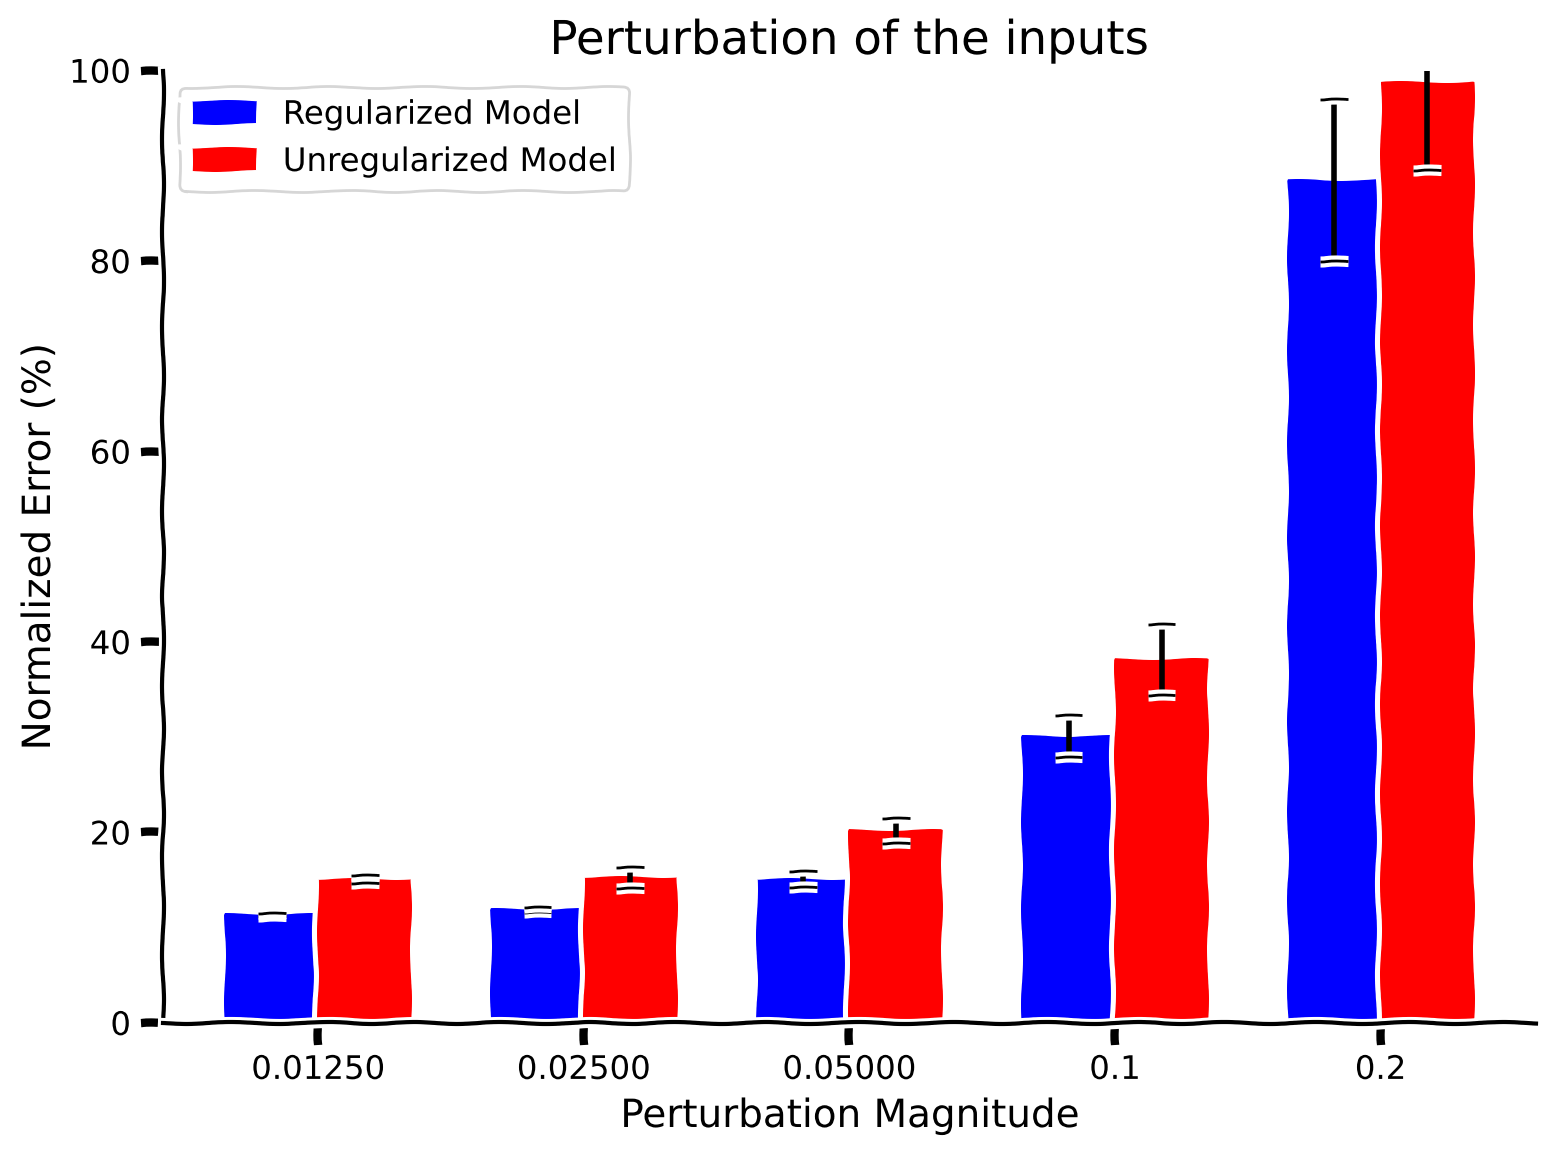 Perturbation of the inputs
100
80
60
40
20
0
Normalized Error (%)
Regularized Model
Unregularized Model
0.01250 0.02500 0.05000 0.1 0.2
Perturbation Magnitude